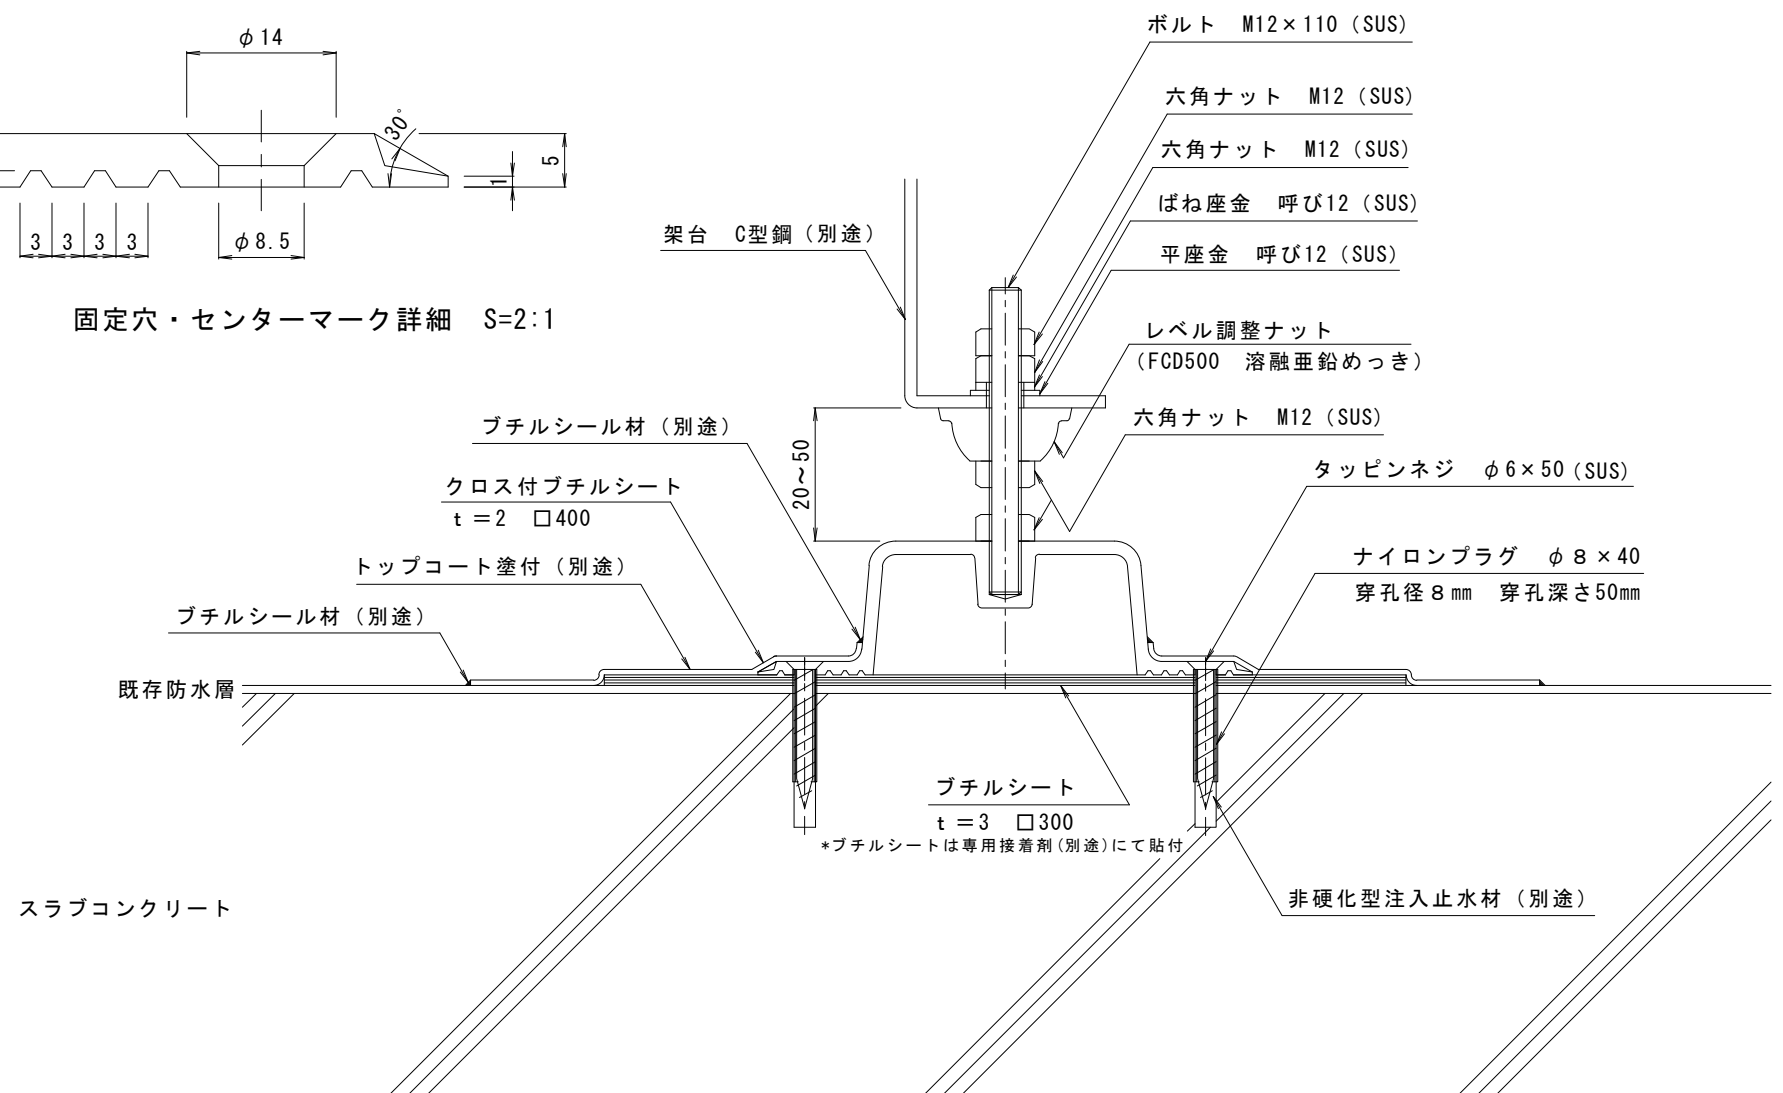 φ14
30°
5
1
3 3 3 3
φ8.5
固定穴・センターマーク詳細 S=2:1
ボルト M12×110（SUS）
六角ナット M12（SUS）
六角ナット M12（SUS）
ばね座金 呼び12（SUS）
平座金 呼び12（SUS）
架台 C型鋼（別途）
レベル調整ナット
（FCD500 溶融亜鉛めっき）
六角ナット M12（SUS）
20～50
ブチルシール材（別途）
クロス付ブチルシート
t＝2 □400
トップコート塗付（別途）
ブチルシール材（別途）
既存防水層
タッピンネジ φ6×50（SUS）
ナイロンプラグ φ８×40
穿孔径８mm 穿孔深さ50mm
ブチルシート
t＝3 □300
*ブチルシートは専用接着剤(別途)にて貼付
非硬化型注入止水材（別途）
スラブコンクリート